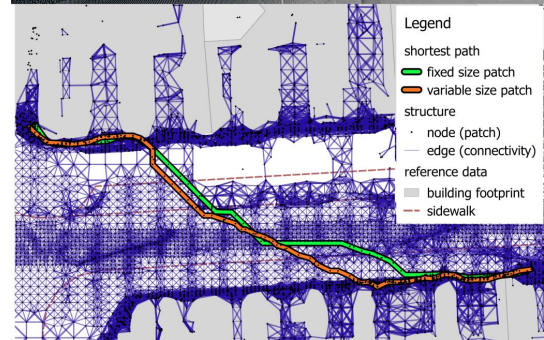 Legend
shortest path
fixed size patch
variable size patch
structure
node (patch)
edge (connectivity)
reference data
building footprint
sidewalk